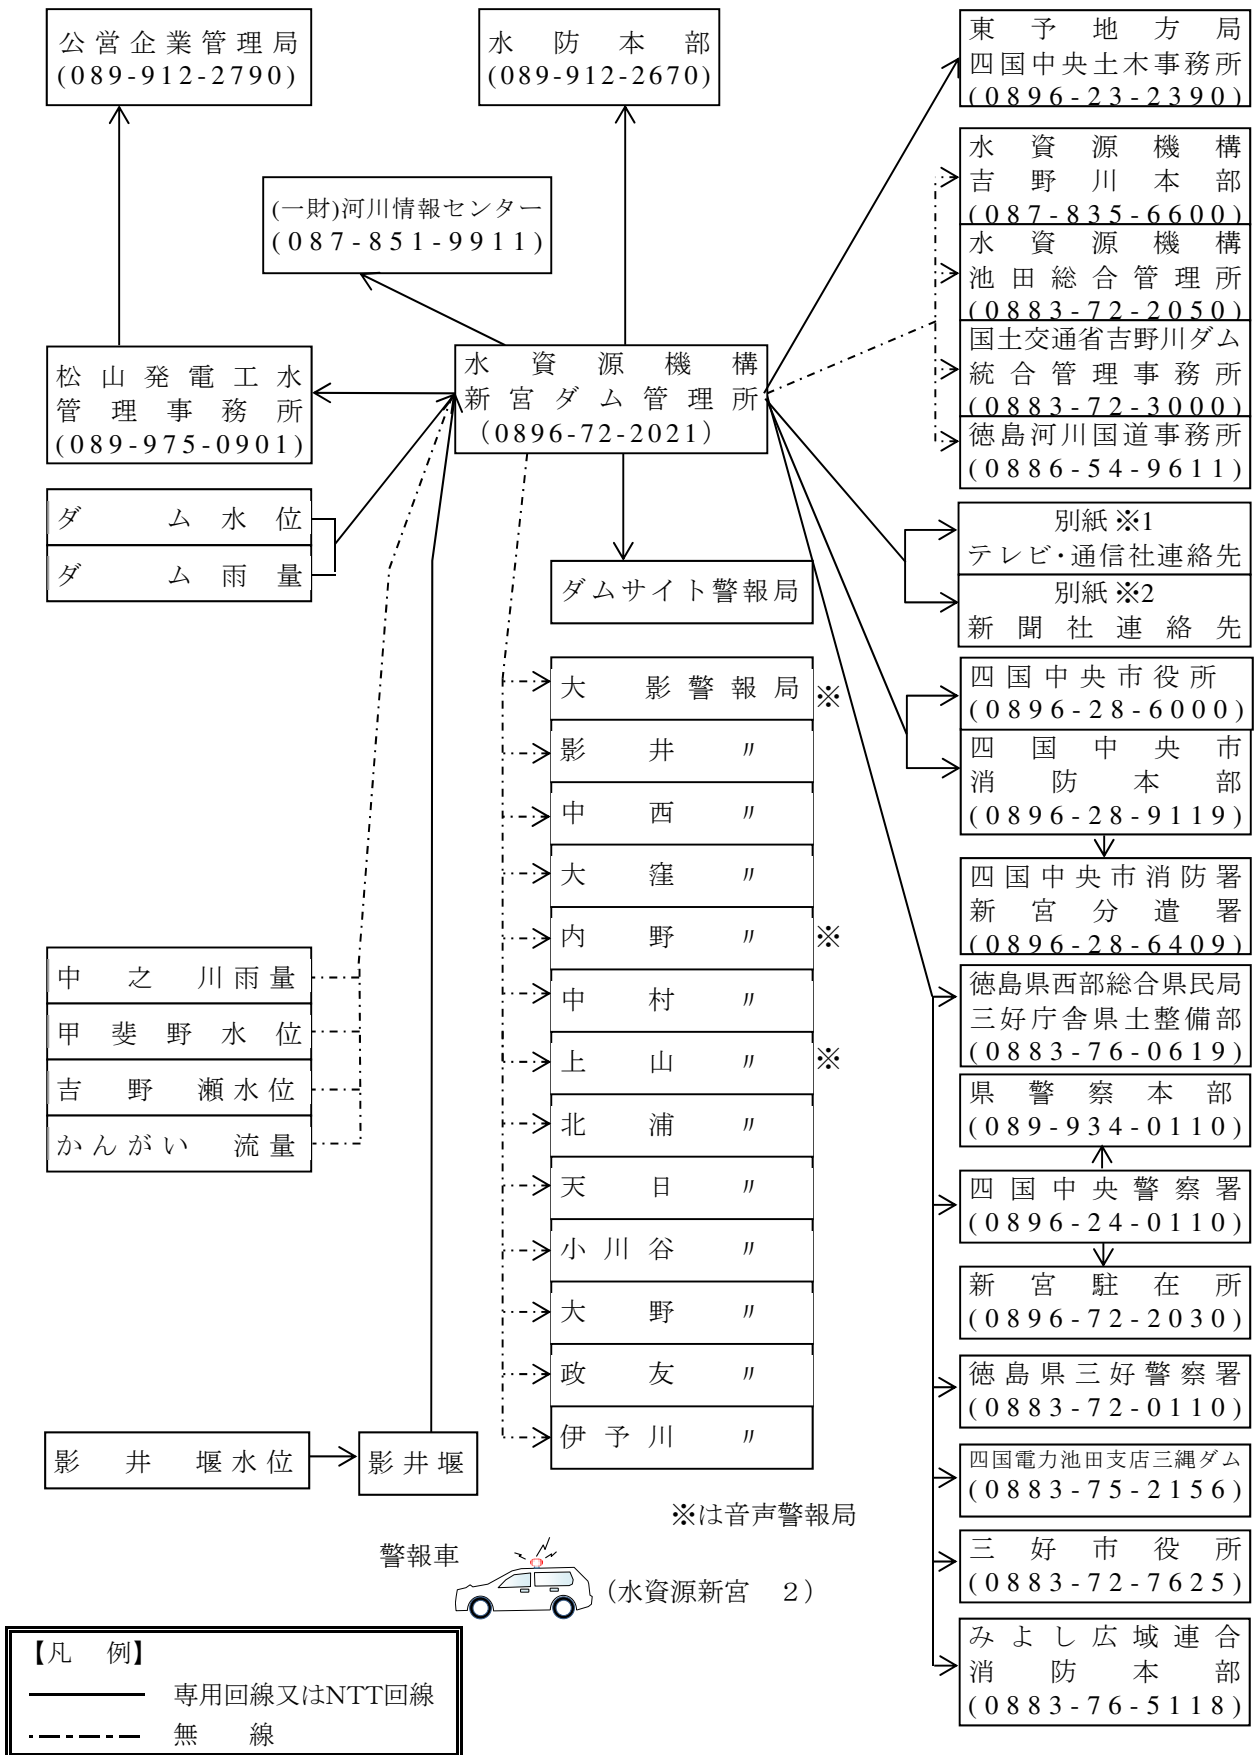 公営企業管理局
(089-912-2790)
水防本部
(089-912-2670)
(一財)河川情報センター
(087-851-9911)
松山発電工水
管理事務所
(089-975-0901)
水資源機構
新宮ダム管理所
(0896-72-2021)
ダム水位
ダム雨量
中之川雨量
甲斐野水位
吉野瀬水位
かんがい 流量
影井堰水位
影井堰
ダムサイト警報局
大影警報局 ※
影井 〃
中西 〃
大窪 〃
内野 〃 ※
中村 〃
上山 〃 ※
北浦 〃
天日 〃
小川谷 〃
大野 〃
政友 〃
伊予川 〃
※は音声警報局
警報車
(水資源新宮 2)
東予地方局
四国中央土木事務所
(0896-23-2390)
水資源機構
吉野川本部
(087-835-6600)
水資源機構
池田総合管理所
(0883-72-2050)
国土交通省吉野川ダム
統合管理事務所
(0883-72-3000)
徳島河川国道事務所
(0886-54-9611)
別紙 ※1
テレビ・通信社連絡先
別紙 ※2
新聞社連絡先
四国中央市役所
(0896-28-6000)
四国中央市
消防本部
(0896-28-9119)
四国中央市消防署
新宮分遣署
(0896-28-6409)
徳島県西部総合県民局
三好庁舎県土整備部
(0883-76-0619)
県警察本部
(089-934-0110)
四国中央警察署
(0896-24-0110)
新宮駐在所
(0896-72-2030)
徳島県三好警察署
(0883-72-0110)
四国電力池田支店三縄ダム
(0883-75-2156)
三好市役所
(0883-72-7625)
みよし広域連合
消防本部
(0883-76-5118)
【凡 例】
専用回線又はNTT回線
無 線